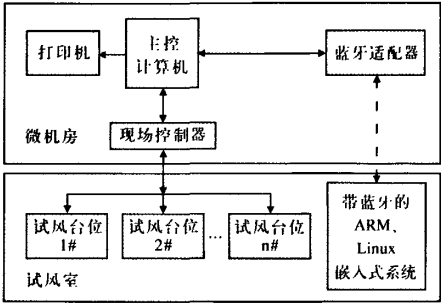 打印机
主控
计算机
蓝牙适配器
微机房
现场控制器
试风台位
1#
试风台位
2#
...
试风台位
n#
带蓝牙的
ARM、
Linux
嵌入式系统
试风室